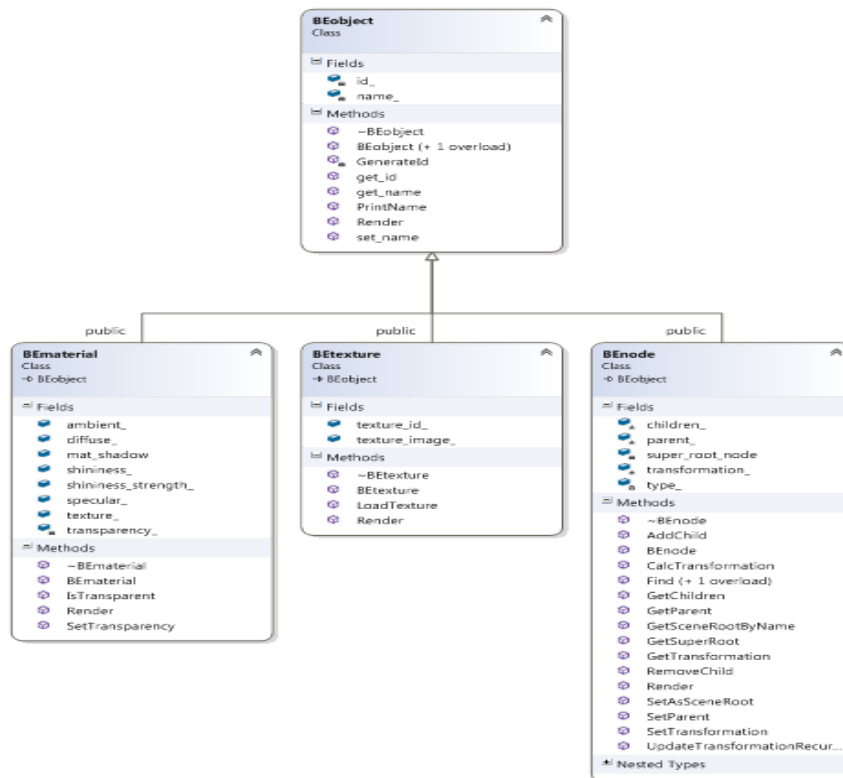 BEobject
Class
Fields
id_
name_
Methods
~BEobject
BEobject (+ 1 overload)
GenerateId
get_id
get_name
PrintName
Render
set_name
public
public
public
BEmaterial
Class
BEobject
Fields
ambient_
diffuse_
mat_shadow
shininess_
shininess_strength_
specular_
texture_
transparency_
Methods
~BEmaterial
BEmaterial
IsTransparent
Render
SetTransparency
BEtexture
Class
BEobject
Fields
texture_id_
texture_image_
Methods
~BEtexture
BEtexture
LoadTexture
Render
BEnode
Class
BEobject
Fields
children_
parent_
super_root_node
transformation_
type_
Methods
~BEnode
AddChild
BEnode
CalcTransformation
Find (+ 1 overload)
GetChildren
GetParent
GetSceneRootByName
GetSuperRoot
GetTransformation
RemoveChild
Render
SetAsSceneRoot
SetParent
SetTransformation
UpdateTransformationRecur...
Nested Types